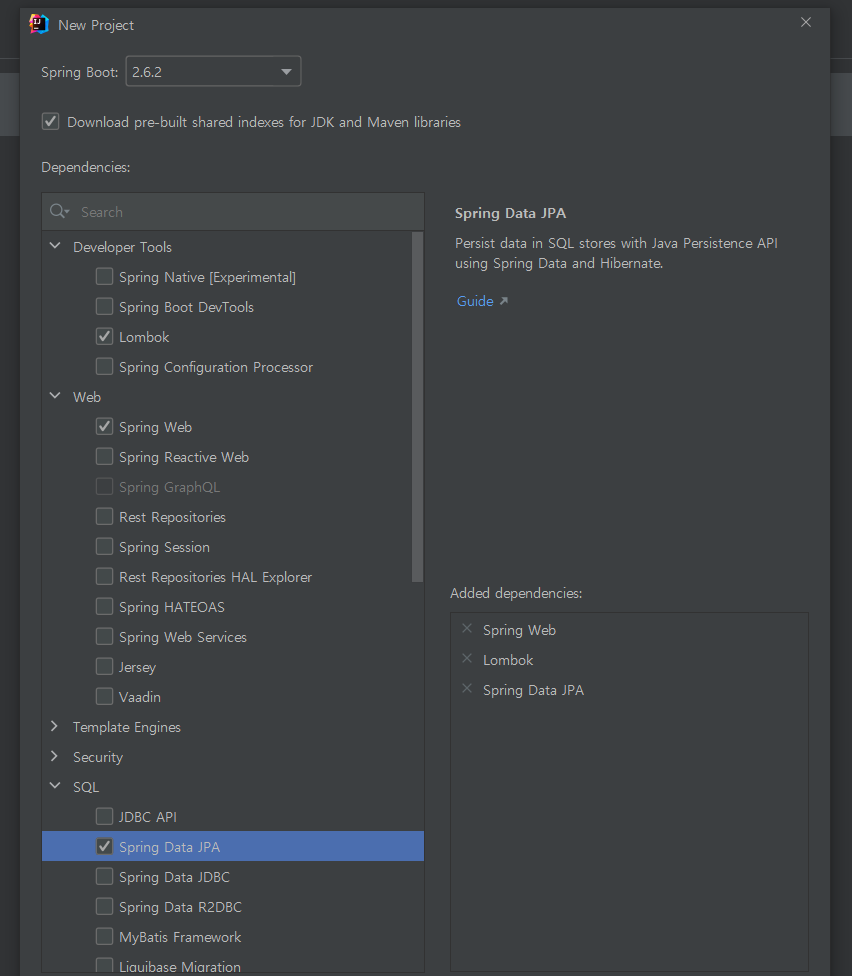 New Project
Spring Boot: 2.6.2
Download pre-built shared indexes for JDK and Maven libraries
Dependencies:
Search
Developer Tools
Spring Native [Experimental]
Spring Boot DevTools
Lombok
Spring Configuration Processor
Web
Spring Web
Spring Reactive Web
Spring GraphQL
Rest Repositories
Spring Session
Rest Repositories HAL Explorer
Spring HATEOAS
Spring Web Services
Jersey
Vaadin
Template Engines
Security
SQL
JDBC API
Spring Data JPA
Spring Data JDBC
Spring Data R2DBC
MyBatis Framework
Liquibase Migration
Spring Data JPA
Persist data in SQL stores with Java Persistence API
using Spring Data and Hibernate.
Guide
Added dependencies:
Spring Web
Lombok
Spring Data JPA